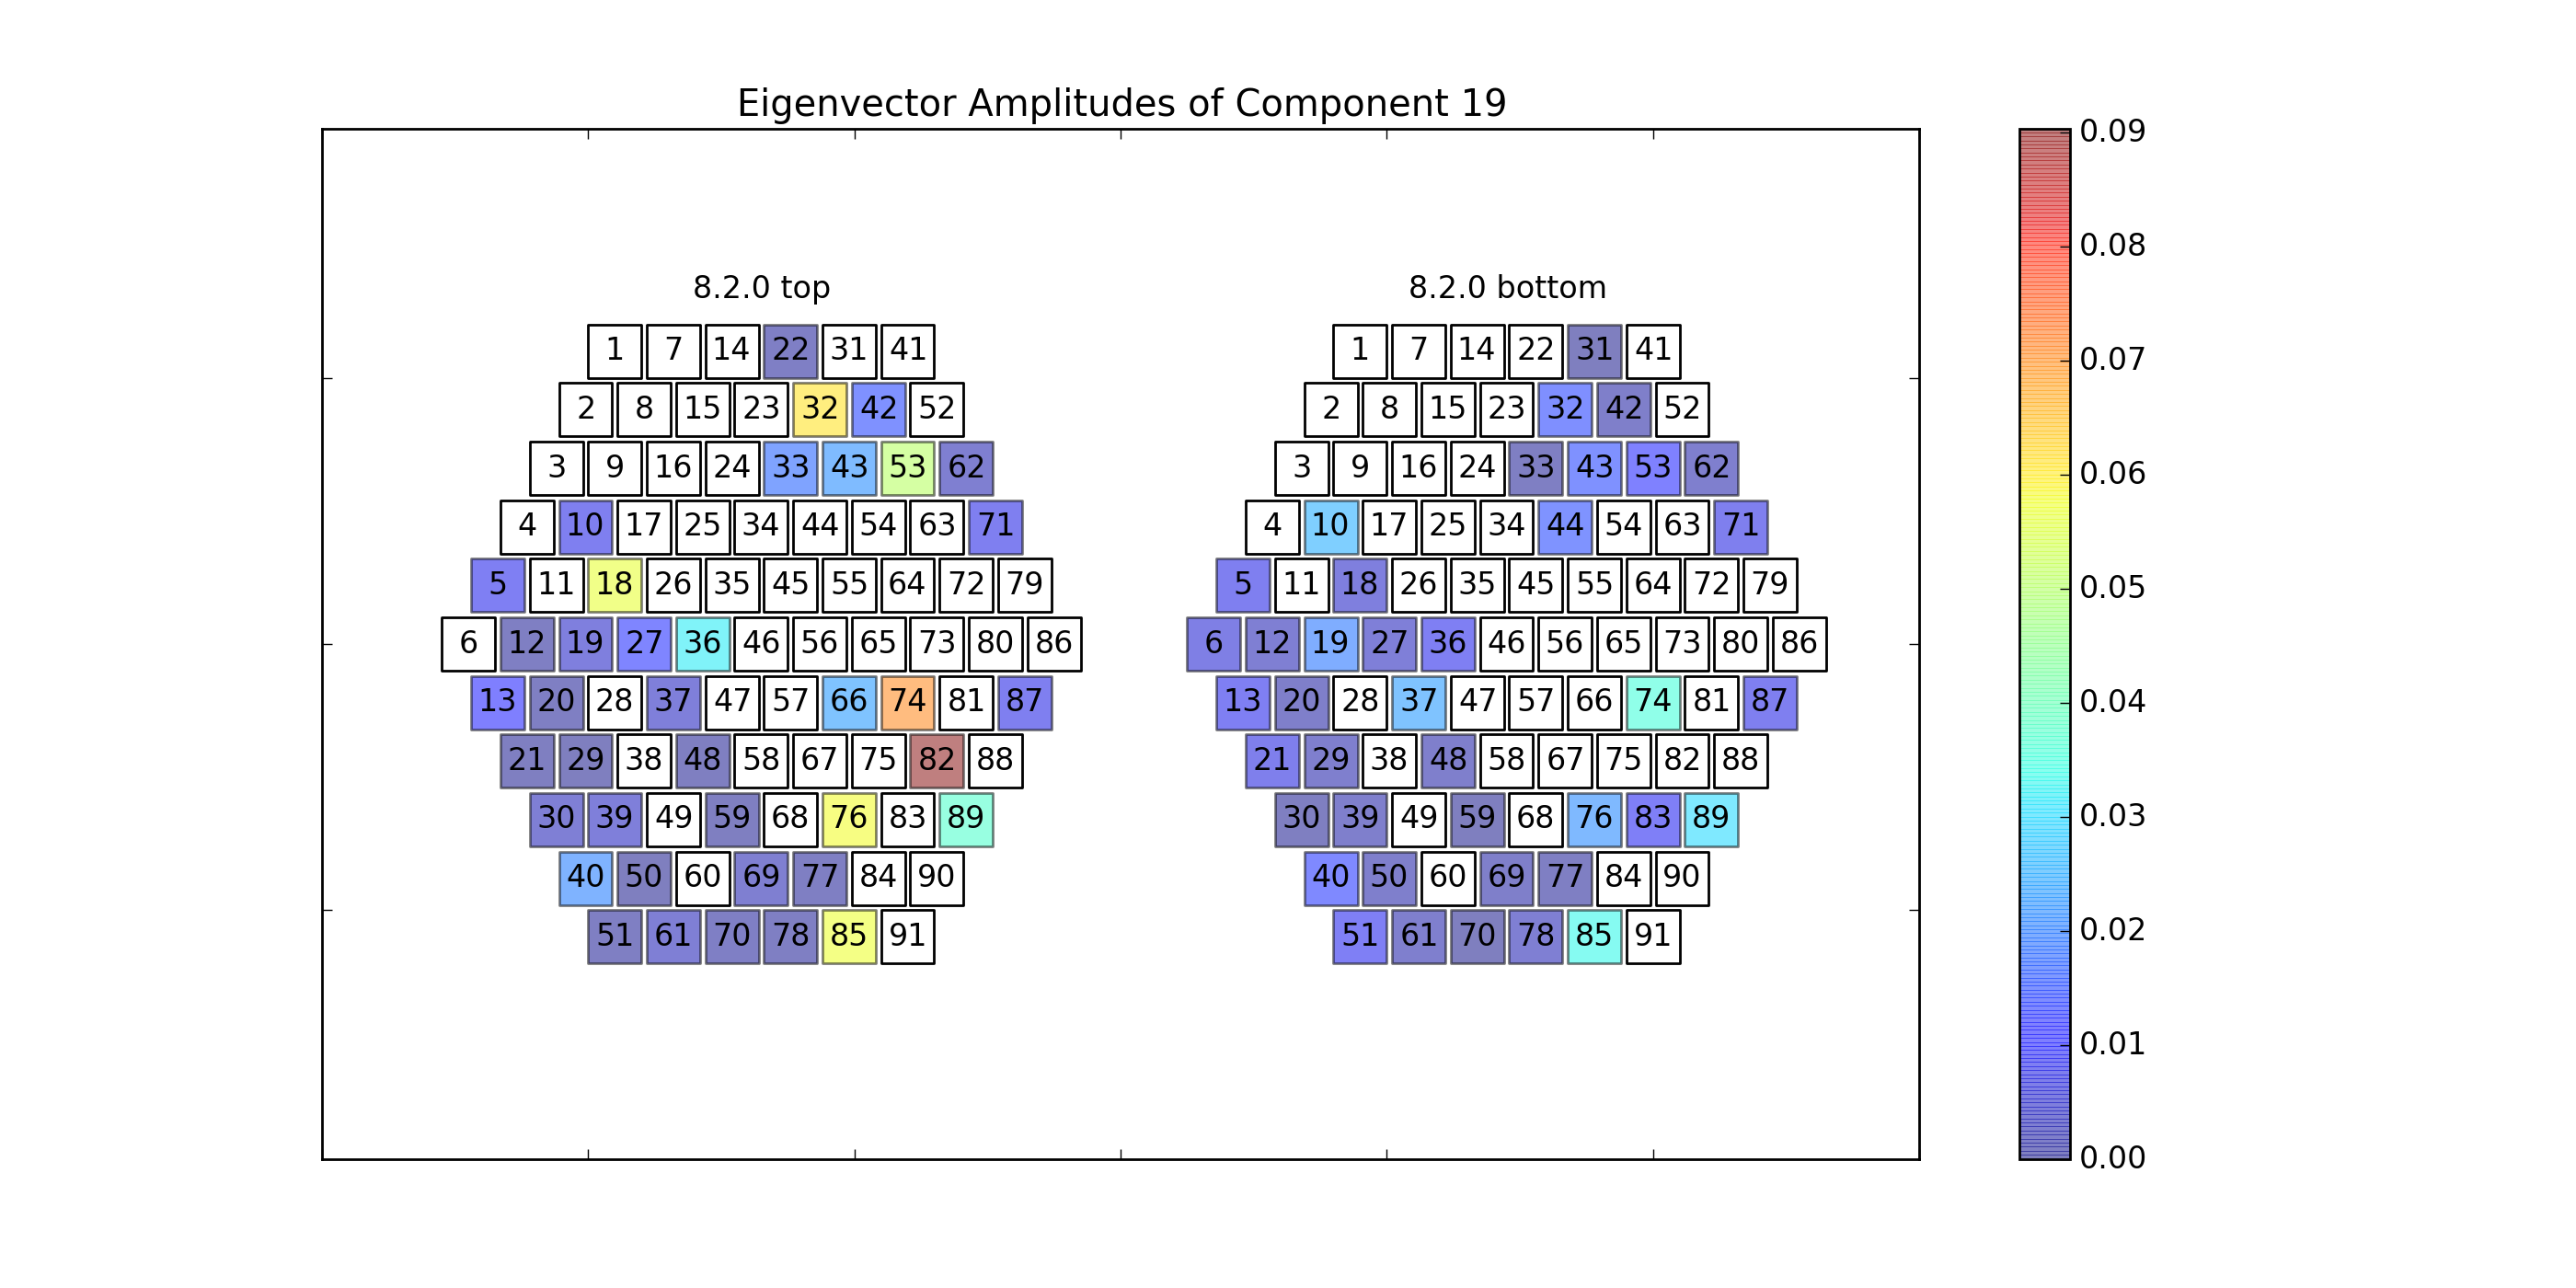 Eigenvector Amplitudes of Component 19
8.2.0 top
1 7 14 22 31 41
2 8 15 23 32 42 52
3 9 16 24 33 43 53 62
4 10 17 25 34 44 54 63 71
5 11 18 26 35 45 55 64 72 79
6 12 19 27 36 46 56 65 73 80 86
13 20 28 37 47 57 66 74 81 87
21 29 38 48 58 67 75 82 88
30 39 49 59 68 76 83 89
40 50 60 69 77 84 90
51 61 70 78 85 91
8.2.0 bottom
1 7 14 22 31 41
2 8 15 23 32 42 52
3 9 16 24 33 43 53 62
4 10 17 25 34 44 54 63 71
5 11 18 26 35 45 55 64 72 79
6 12 19 27 36 46 56 65 73 80 86
13 20 28 37 47 57 66 74 81 87
21 29 38 48 58 67 75 82 88
30 39 49 59 68 76 83 89
40 50 60 69 77 84 90
51 61 70 78 85 91
0.09
0.08
0.07
0.06
0.05
0.04
0.03
0.02
0.01
0.00